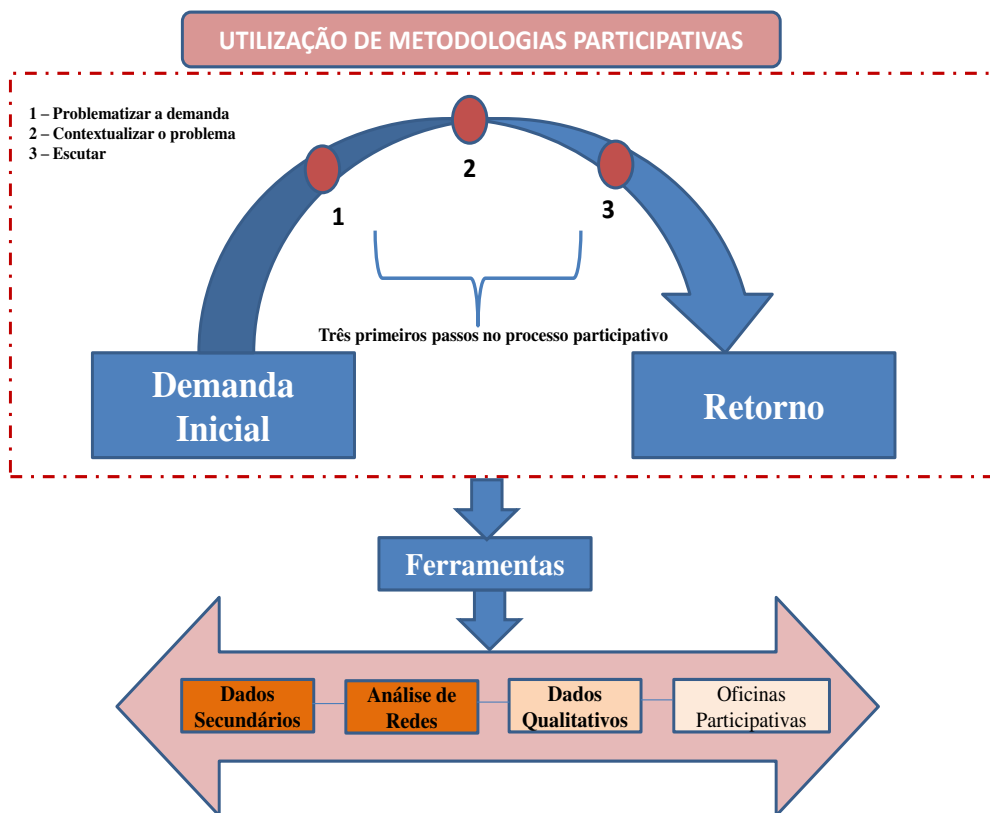 UTILIZAÇÃO DE METODOLOGIAS PARTICIPATIVAS
1 – Problematizar a demanda
2 – Contextualizar o problema
3 – Escutar
1
2
3
Três primeiros passos no processo participativo
Demanda
Inicial
Retorno
Ferramentas
Dados
Secundários
Análise de
Redes
Dados
Qualitativos
Oficinas
Participativas